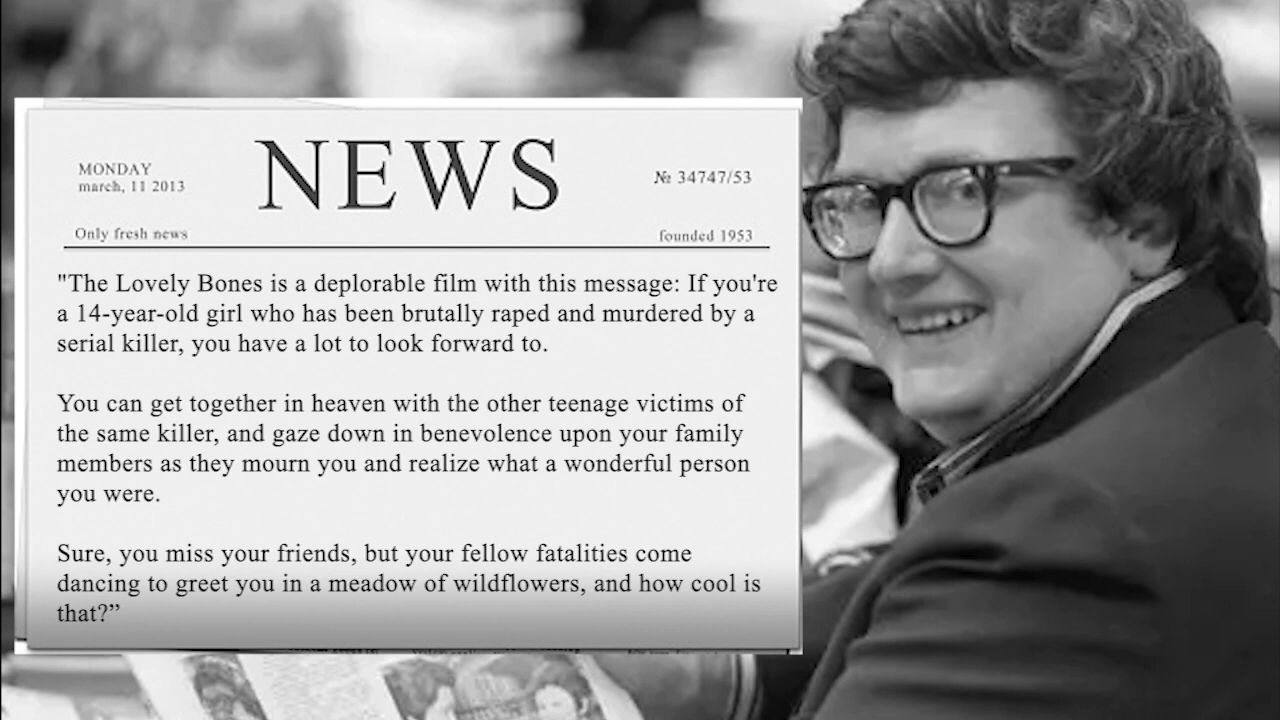 MONDAY
march, 11 2013
NEWS
№ 34747/53
Only fresh news
founded 1953
"The Lovely Bones is a deplorable film with this message: If you're
a 14-year-old girl who has been brutally raped and murdered by a
serial killer, you have a lot to look forward to.
You can get together in heaven with the other teenage victims of
the same killer, and gaze down in benevolence upon your family
members as they mourn you and realize what a wonderful person
you were.
Sure, you miss your friends, but your fellow fatalities come
dancing to greet you in a meadow of wildflowers, and how cool is
that?”